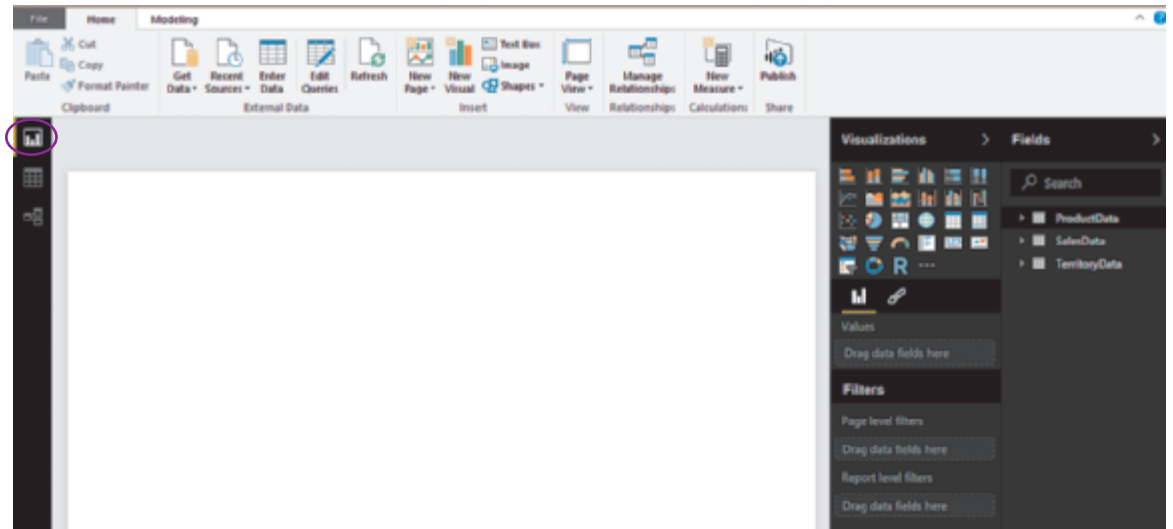 File Home Modeling
Cut
Copy
Format Painter
Paste
Clipboard
Get Data
Recent Sources
Enter Data
Edit Queries
Refresh
External Data
New Page
New Visual
Text Box
Image
Shapes
Insert
Page View
View
Manage Relationships
Relationships
New Measure
Calculations
Publish
Share
Visualizations
R
Values
Drag data fields here
Filters
Page level filters
Drag data fields here
Report level filters
Drag data fields here
Fields
Search
ProductData
SalesData
TerritoryData